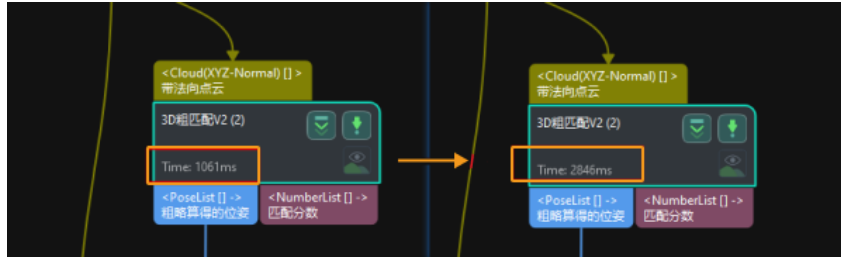 <Cloud(XYZ-Normal) [] >
带法向点云
3D粗匹配V2 (2)
Time: 1061ms
<PoseList [] ->
粗略算得的位姿
<NumberList [] ->
匹配分数
<Cloud(XYZ-Normal) [] >
带法向点云
3D粗匹配V2 (2)
Time: 2846ms
<PoseList [] ->
粗略算得的位姿
<NumberList [] ->
匹配分数